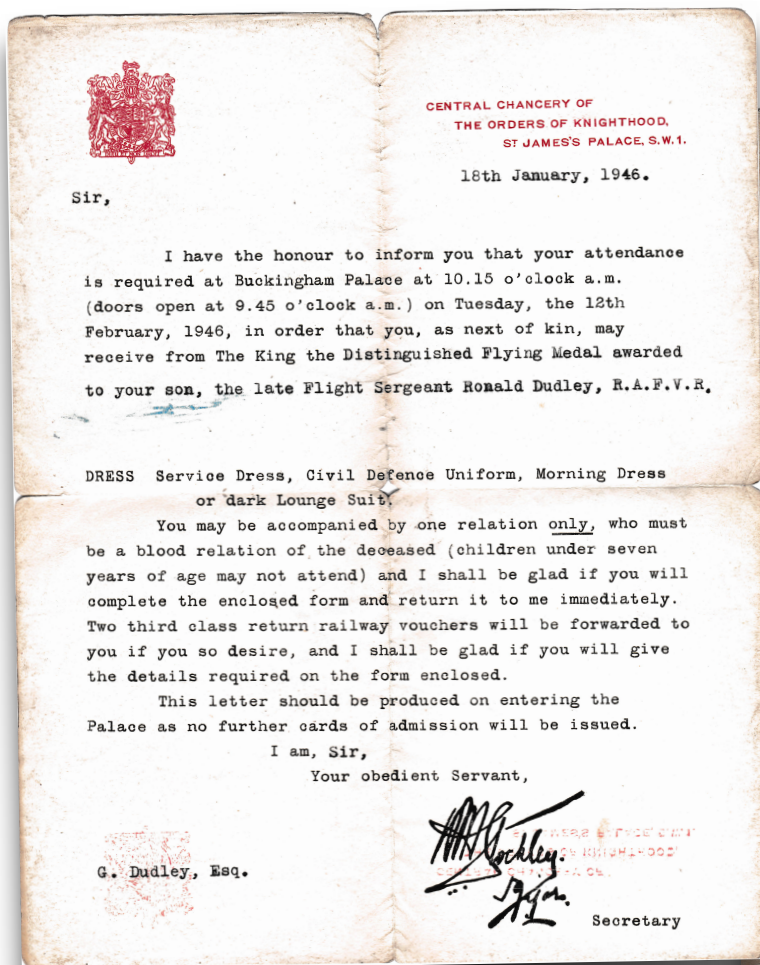 CENTRAL CHANCERY OF
THE ORDERS OF KNIGHTHOOD,
ST JAMES'S PALACE, S.W.1.
18th January, 1946.
Sir,
I have the honour to inform you that your attendance
is required at Buckingham Palace at 10.15 o'clock a.m.
(doors open at 9.45 o'clock a.m.) on Tuesday, the 12th
February, 1946, in order that you, as next of kin, may
receive from The King the Distinguished Flying Medal awarded
to your son, the late Flight Sergeant Ronald Dudley, R.A.F.V.R.
DRESS Service Dress, Civil Defence Uniform, Morning Dress
or dark Lounge Suit.
You may be accompanied by one relation only, who must
be a blood relation of the deceased (children under seven
years of age may not attend) and I shall be glad if you will
complete the enclosed form and return it to me immediately.
Two third class return railway vouchers will be forwarded to
you if you so desire, and I shall be glad if you will give
the details required on the form enclosed.
This letter should be produced on entering the
Palace as no further cards of admission will be issued.
I am, Sir,
Your obedient Servant,
G. Dudley, Esq.
Secretary